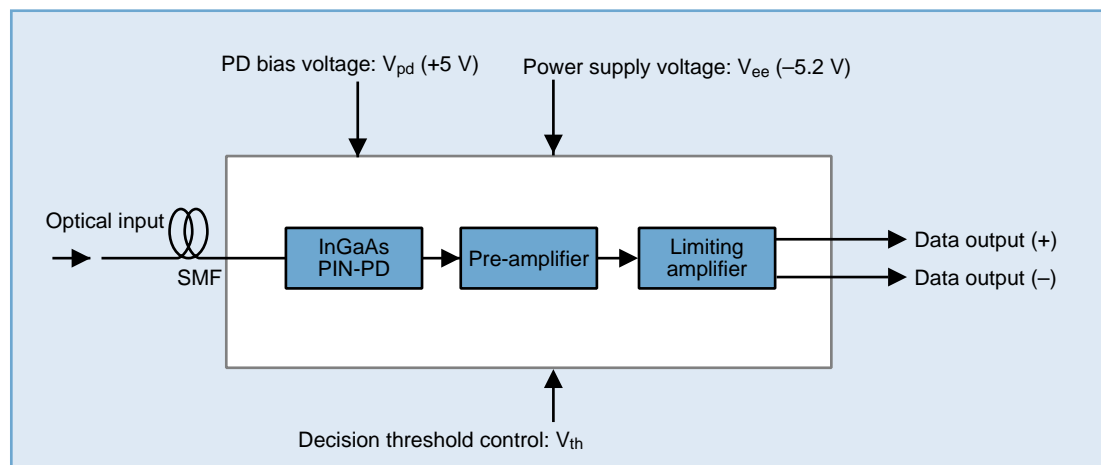 PD bias voltage: Vpd (+5 V)
Power supply voltage: Vee (–5.2 V)
Optical input
SMF
InGaAs
PIN-PD
Pre-amplifier
Limiting
amplifier
Data output (+)
Data output (–)
Decision threshold control: Vth